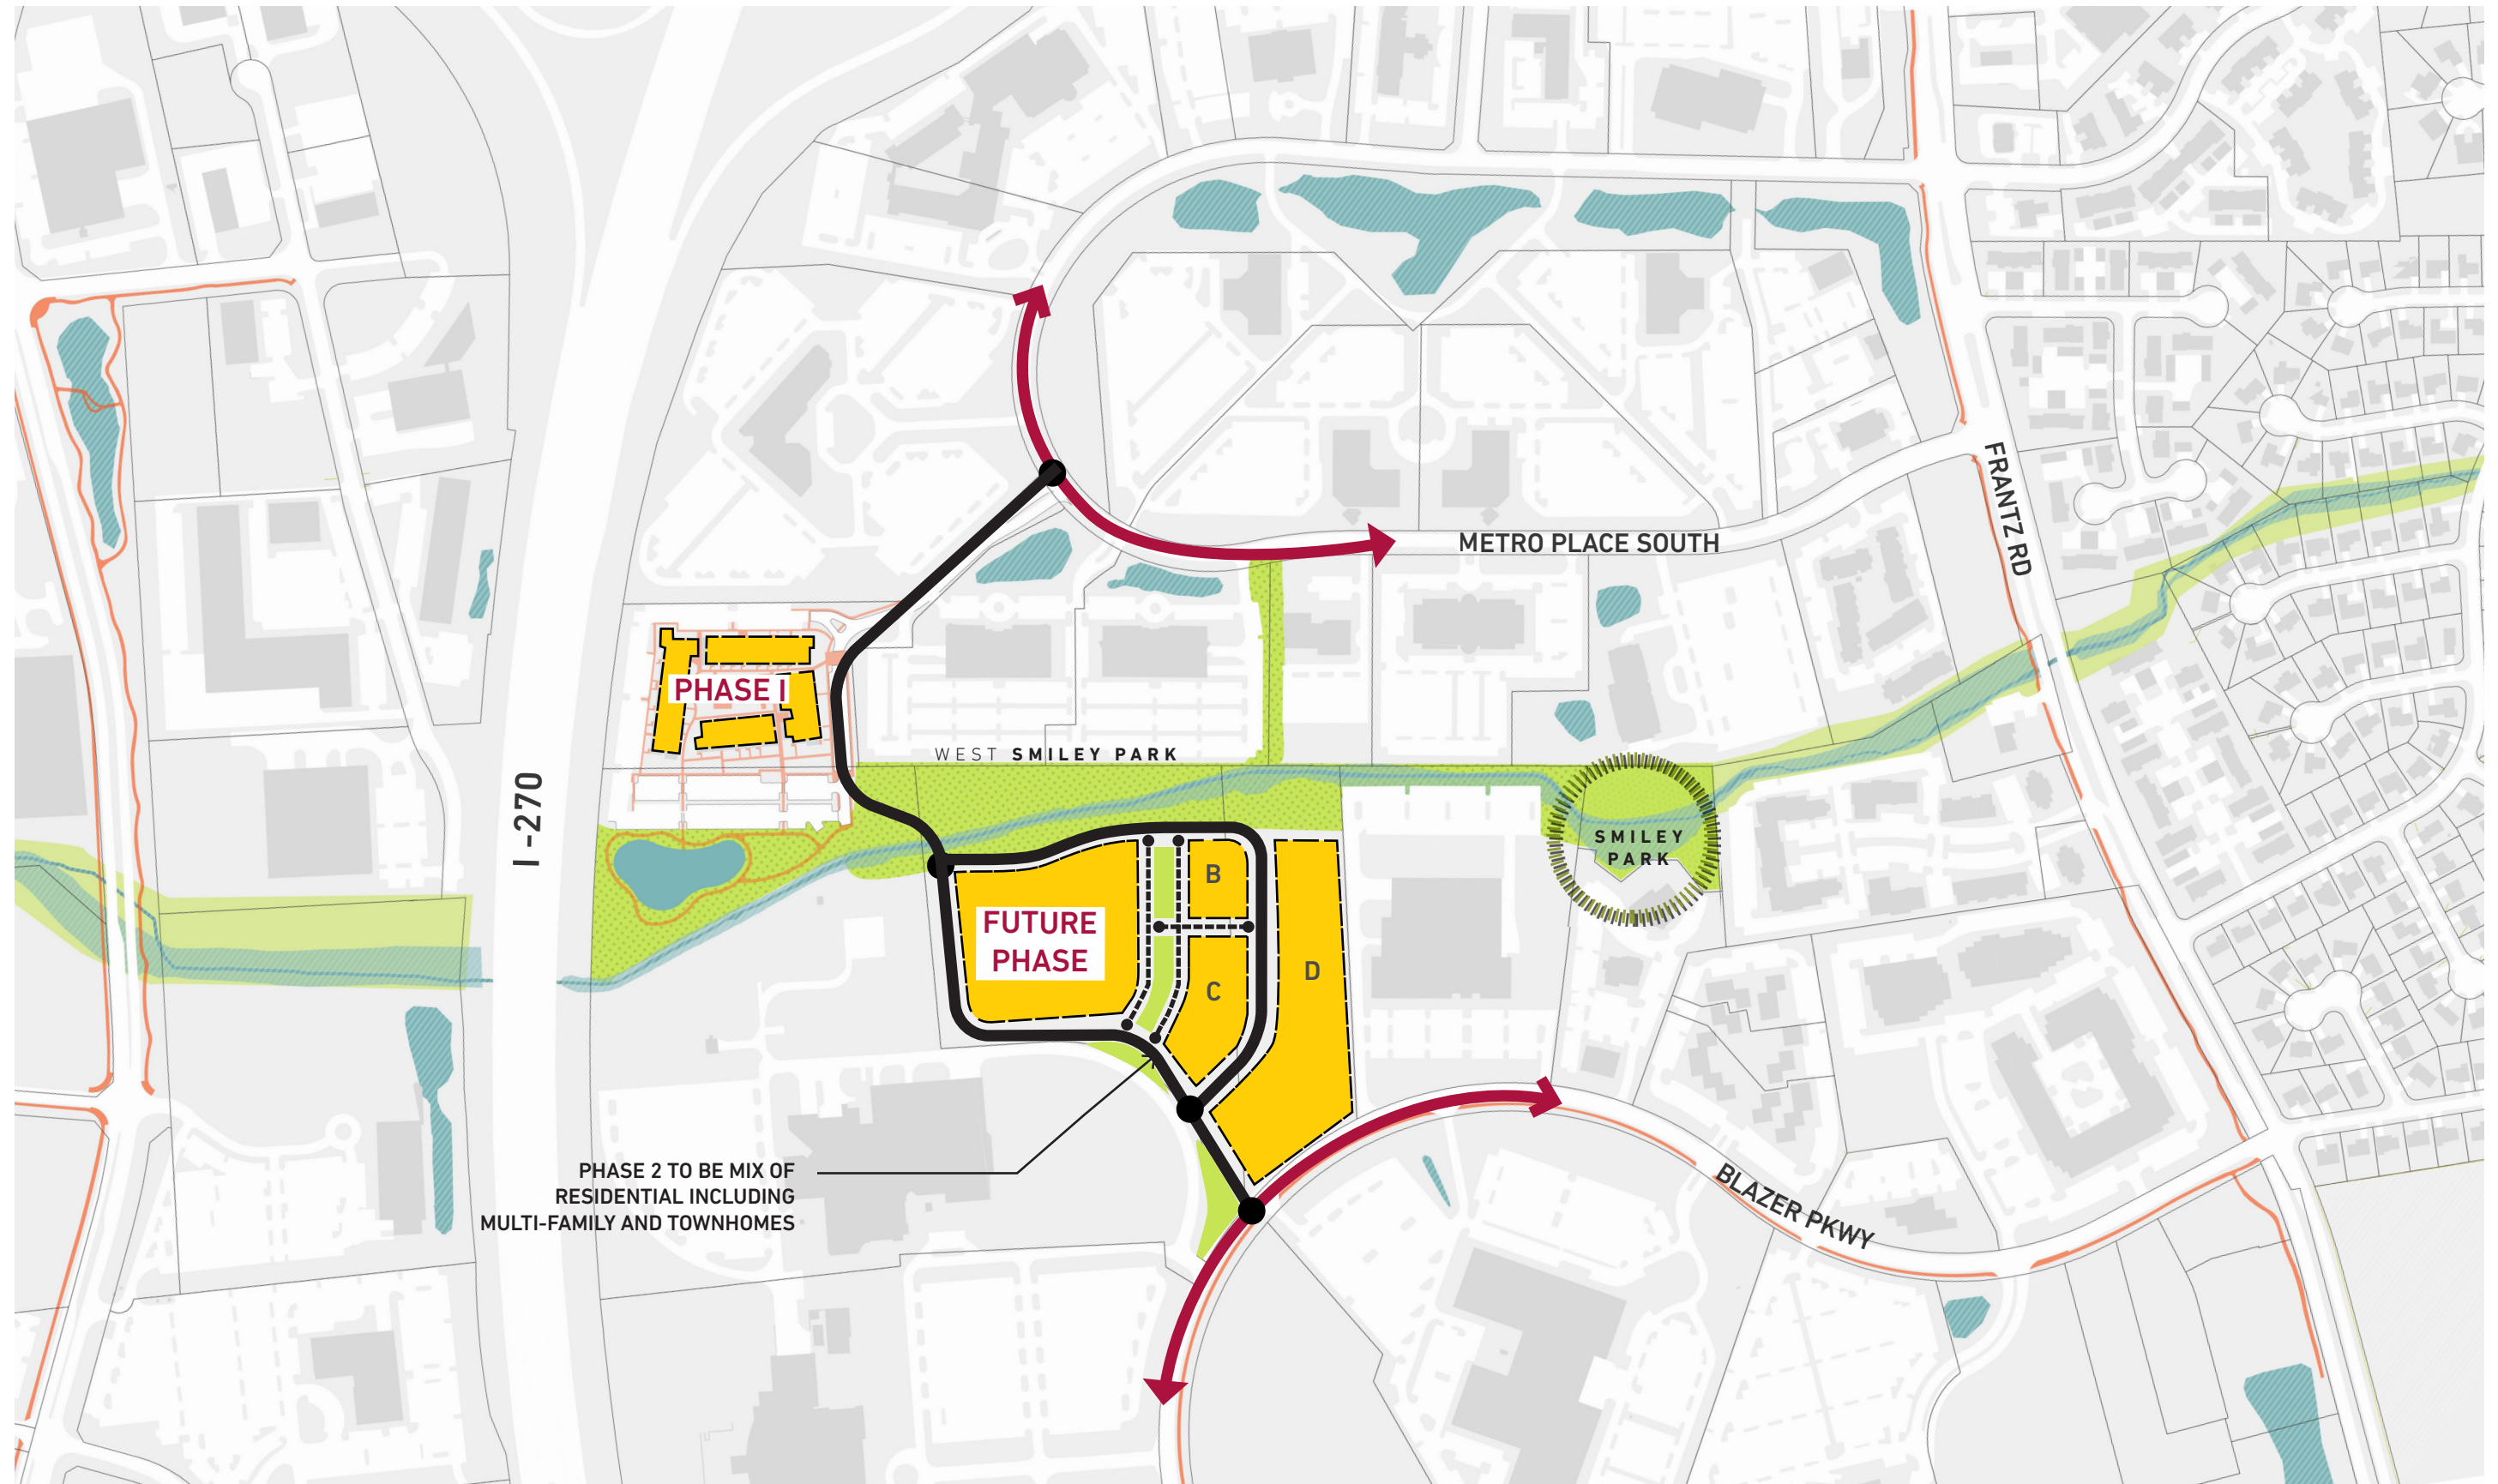 FRANTZ RD
METRO PLACE SOUTH
PHASE I
WEST SMILEY PARK
I-270
SMILEY
PARK
B
FUTURE
PHASE
D
C
PHASE 2 TO BE MIX OF
RESIDENTIAL INCLUDING
MULTI-FAMILY AND TOWNHOMES
BLAZER PKWY